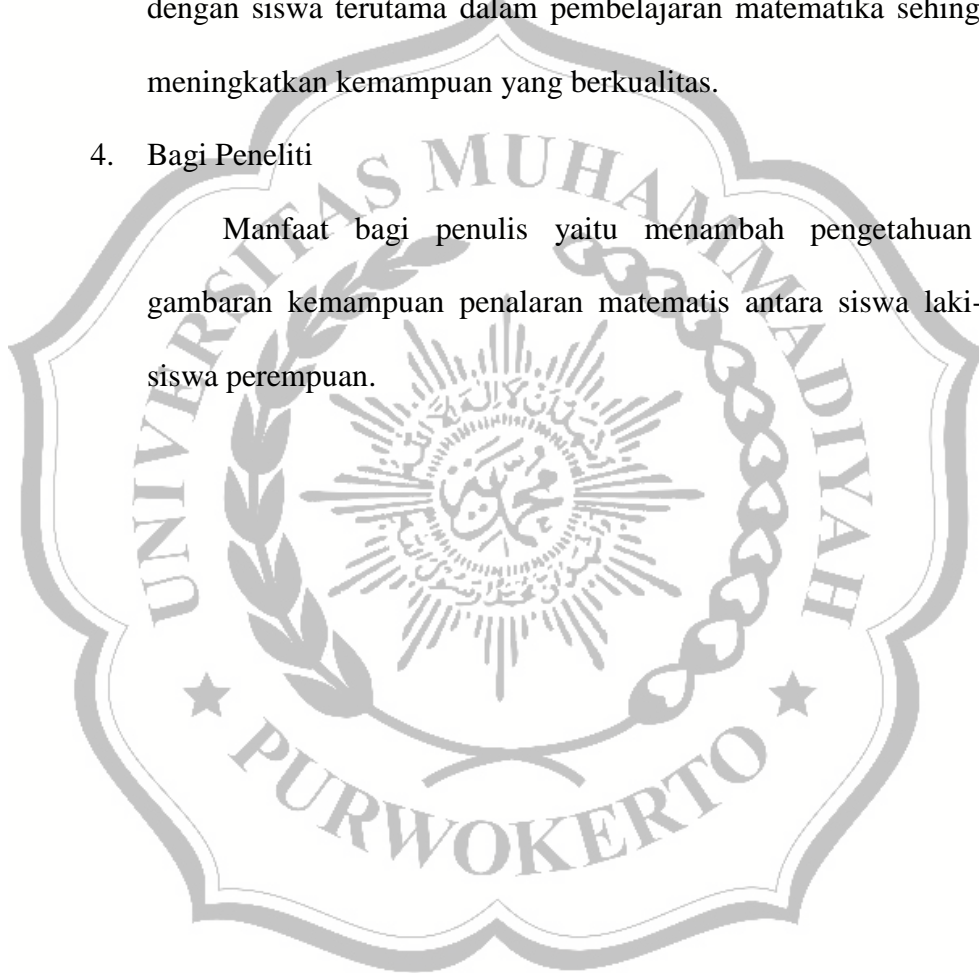 dengan siswa terutama dalam pembelajaran matematika sehing
meningkatkan kemampuan yang berkualitas.
4. Bagi Peneliti
Manfaat bagi penulis yaitu menambah pengetahuan
gambaran kemampuan penalaran matematis antara siswa laki-
siswa perempuan.
UNIVERSITAS MUHAMMADIYAH
PURWOKERTO